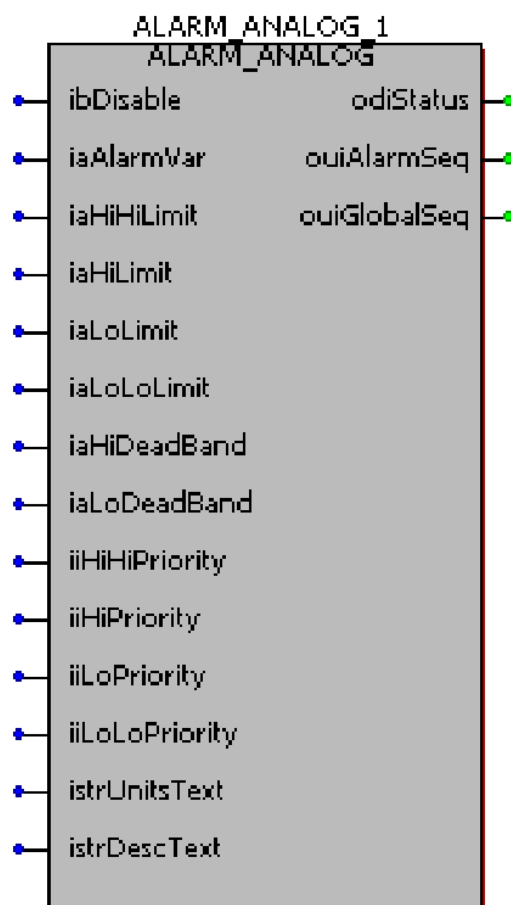 ALARM_ANALOG_1
ALARM_ANALOG
ibDisable odiStatus
iaAlarmVar ouiAlarmSeq
iaHiHiLimit ouiGlobalSeq
iaHiLimit
iaLoLimit
iaLoLoLimit
iaHiDeadBand
iaLoDeadBand
iiHiHiPriority
iiHiPriority
iiLoPriority
iiLoLoPriority
istrUnitsText
istrDescText